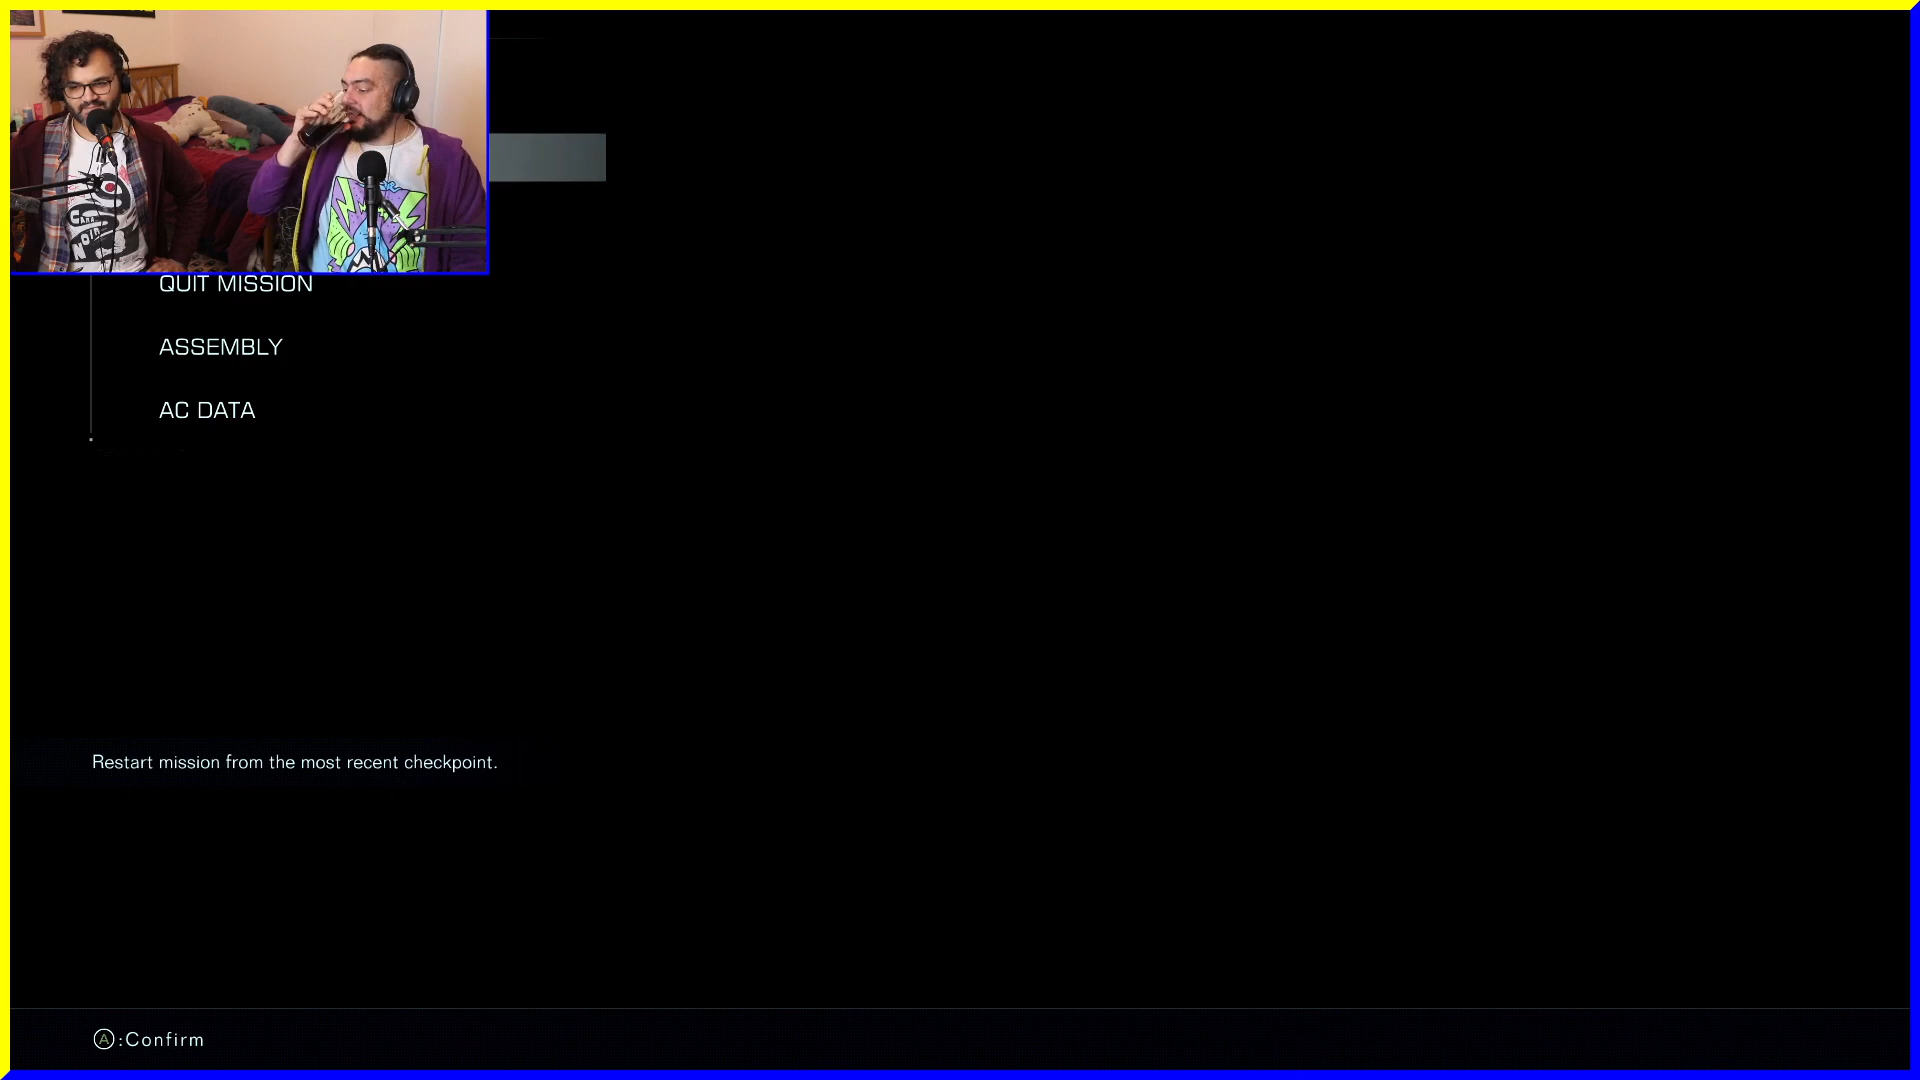 QUIT MISSION
ASSEMBLY
AC DATA
Restart mission from the most recent checkpoint.
A:Confirm